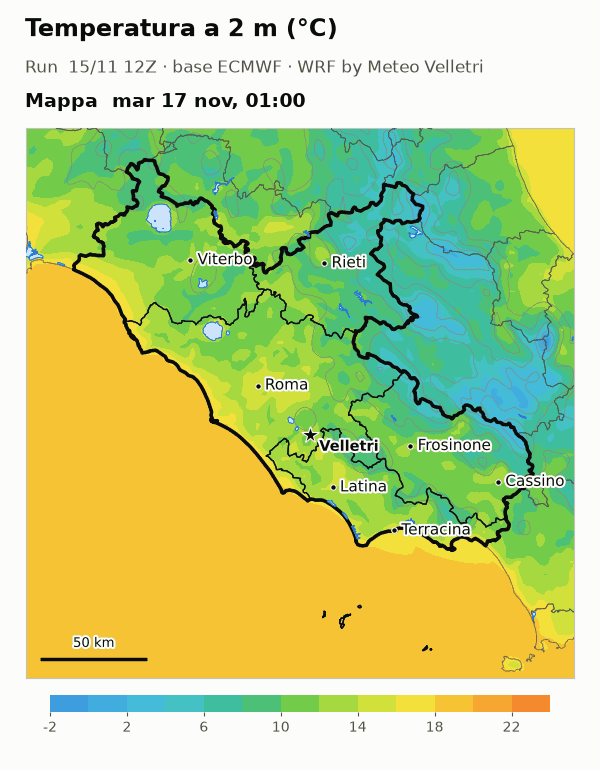 Temperatura a 2 m (°C)
Run  15/11 12Z · base ECMWF · WRF by Meteo Velletri
Mappa  mar 17 nov, 01:00
Viterbo
Rieti
Roma
Velletri
Frosinone
Latina
Cassino
Terracina
50 km
-2 2 6 10 14 18 22